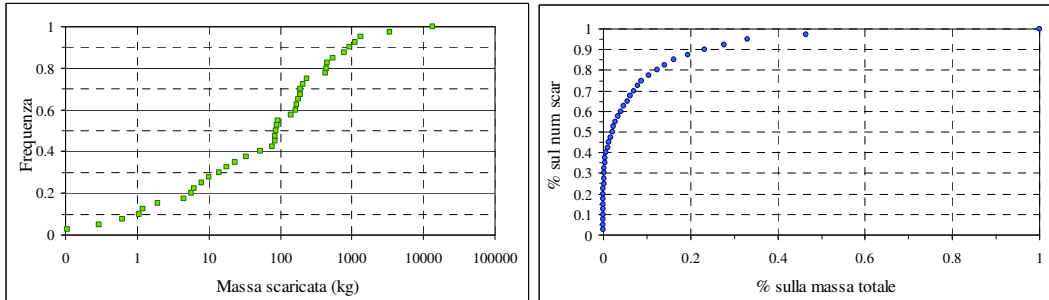 1
0.8
0.6
0.4
0.2
0
Frequenza
0 1 10 100 1000 10000 100000
Massa scaricata (kg)
1
0.9
0.8
0.7
0.6
0.5
0.4
0.3
0.2
0.1
0
% sul num scar
0 0.2 0.4 0.6 0.8 1
% sulla massa totale